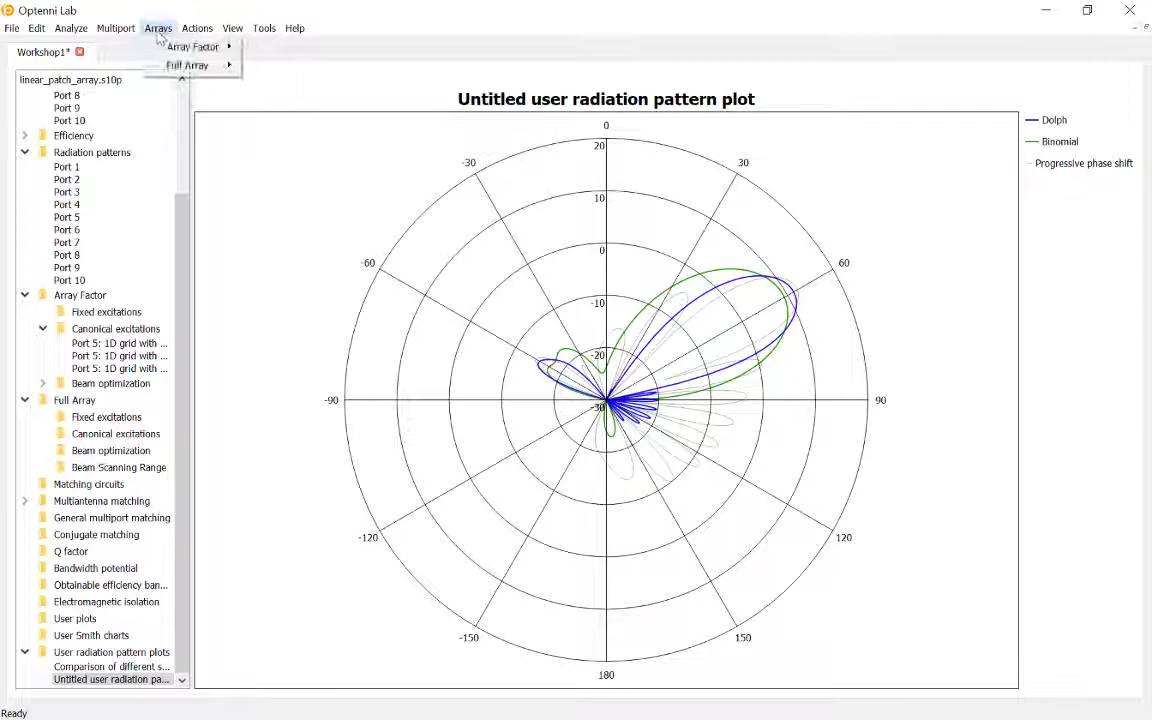 Optenni Lab
File Edit Analyze Multiport Arrays Actions View Tools Help
Array Factor
Full Array
Workshop1*
linear_patch_array.s10p
Port 8
Port 9
Port 10
Efficiency
Radiation patterns
Port 1
Port 2
Port 3
Port 4
Port 5
Port 6
Port 7
Port 8
Port 9
Port 10
Array Factor
Fixed excitations
Canonical excitations
Port 5: 1D grid with ...
Port 5: 1D grid with ...
Port 5: 1D grid with ...
Beam optimization
Full Array
Fixed excitations
Canonical excitations
Beam optimization
Beam Scanning Range
Matching circuits
Multiantenna matching
General multiport matching
Conjugate matching
Q factor
Bandwidth potential
Obtainable efficiency ban...
Electromagnetic isolation
User plots
User Smith charts
User radiation pattern plots
Comparison of different s...
Untitled user radiation pa...
Untitled user radiation pattern plot
0
20
-30
30
10
-60
0
60
-10
-20
-90
-30
90
-120
120
-150
150
180
Dolph
Binomial
Progressive phase shift
Ready